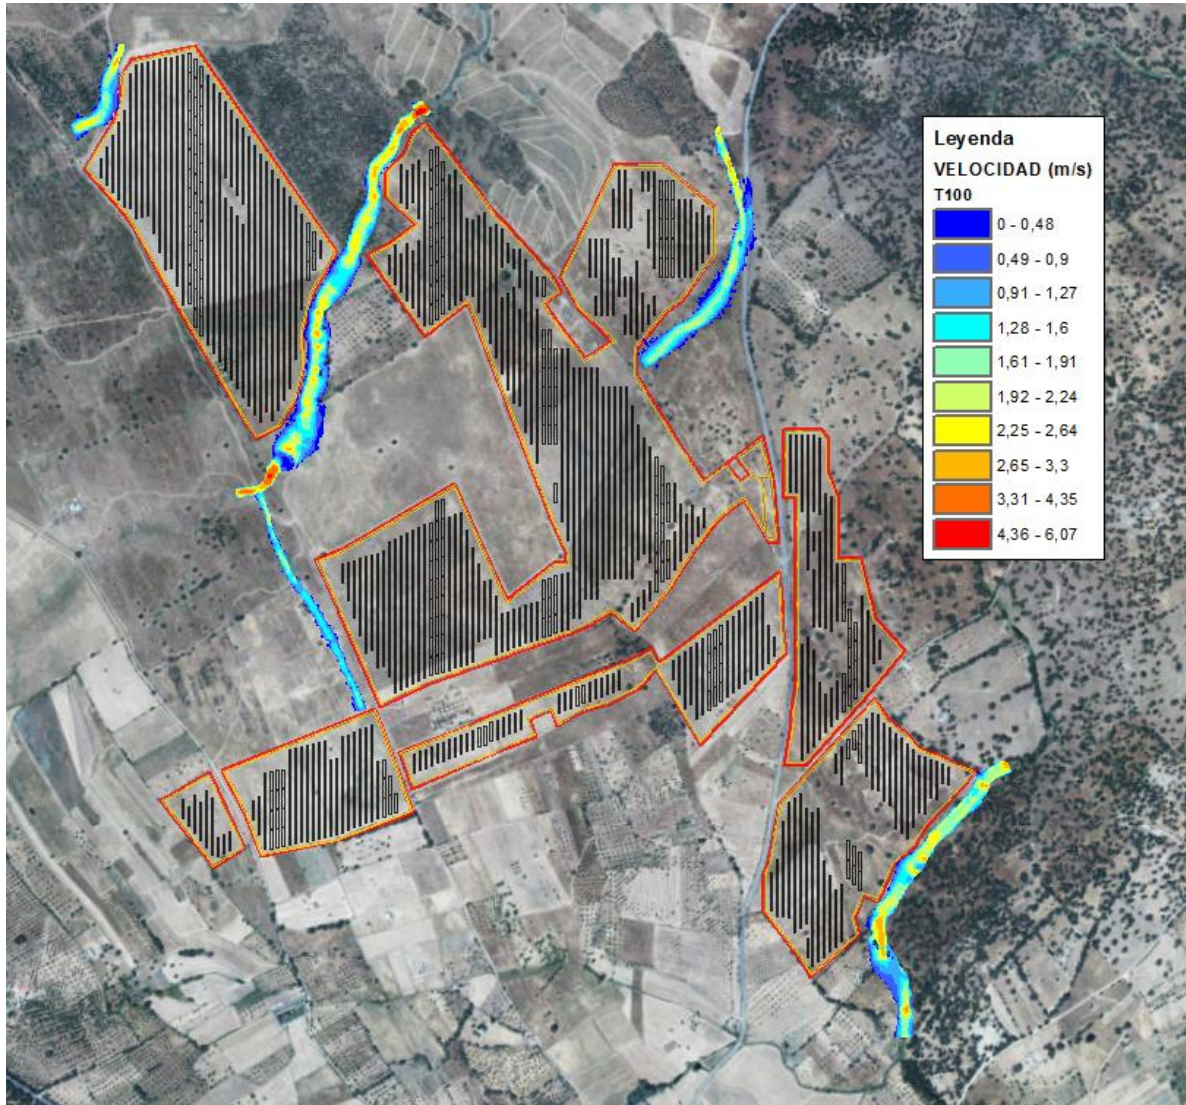 Leyenda
VELOCIDAD (m/s)
T100
0 - 0,48
0,49 - 0,9
0,91 - 1,27
1,28 - 1,6
1,61 - 1,91
1,92 - 2,24
2,25 - 2,64
2,65 - 3,3
3,31 - 4,35
4,36 - 6,07